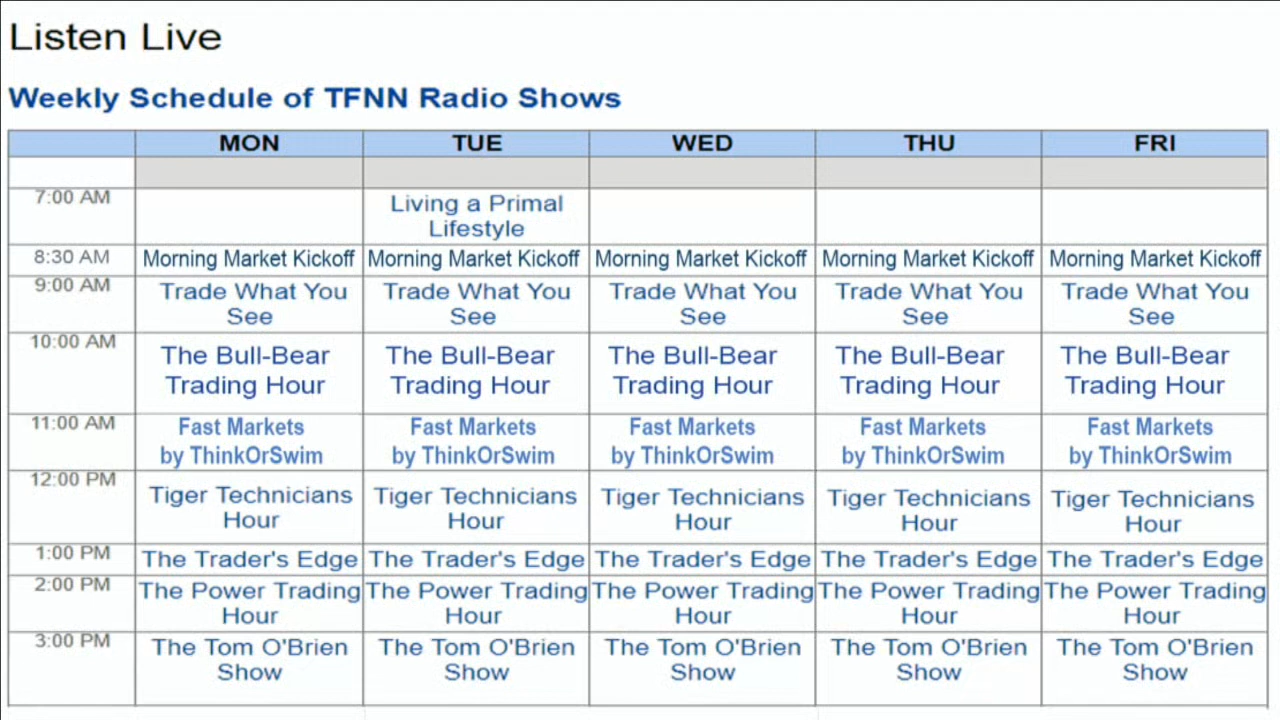 Listen Live
Weekly Schedule of TFNN Radio Shows
MON TUE WED THU FRI
7:00 AM Living a Primal
Lifestyle
8:30 AM Morning Market Kickoff Morning Market Kickoff Morning Market Kickoff Morning Market Kickoff Morning Market Kickoff
9:00 AM Trade What You Trade What You Trade What You Trade What You Trade What You
See See See See See
10:00 AM The Bull-Bear The Bull-Bear The Bull-Bear The Bull-Bear The Bull-Bear
Trading Hour Trading Hour Trading Hour Trading Hour Trading Hour
11:00 AM Fast Markets Fast Markets Fast Markets Fast Markets Fast Markets
by ThinkOrSwim by ThinkOrSwim by ThinkOrSwim by ThinkOrSwim by ThinkOrSwim
12:00 PM Tiger Technicians Tiger Technicians Tiger Technicians Tiger Technicians Tiger Technicians
Hour Hour Hour Hour Hour
1:00 PM The Trader's Edge The Trader's Edge The Trader's Edge The Trader's Edge The Trader's Edge
2:00 PM The Power Trading The Power Trading The Power Trading The Power Trading The Power Trading
Hour Hour Hour Hour Hour
3:00 PM The Tom O'Brien The Tom O'Brien The Tom O'Brien The Tom O'Brien The Tom O'Brien
Show Show Show Show Show